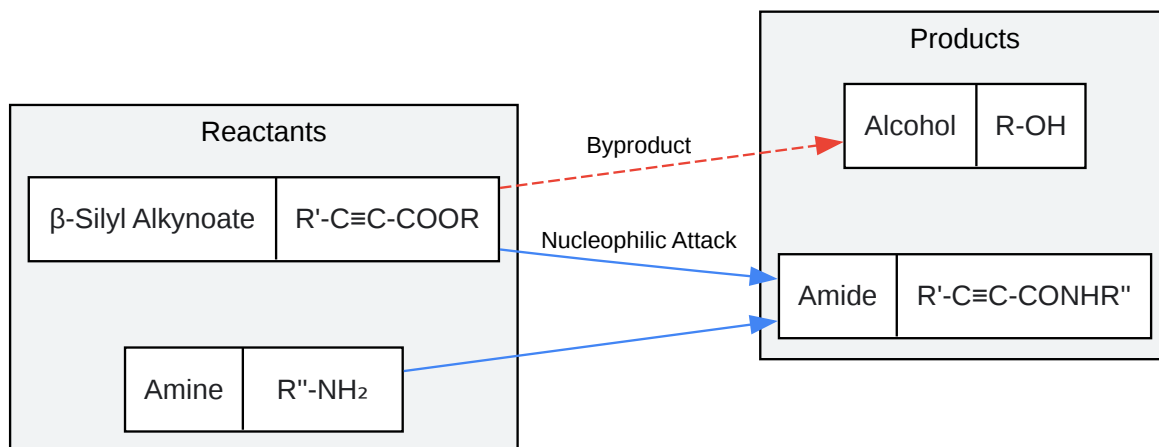 Reactants
β-Silyl Alkynoate R'-C≡C-COOR
Amine R''-NH₂
Byproduct
Nucleophilic Attack
Products
Alcohol R-OH
Amide R'-C≡C-CONHR''